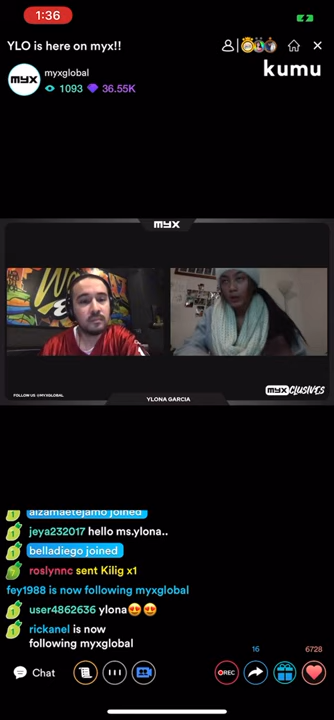 1:36
YLO is here on myx!!
kumu
myx
myxglobal
1093 36.55K
myx
FOLLOW US @MYXGLOBAL
YLONA GARCIA
myxCLUSIVES
aizamaetejamo joined
jeya232017 hello ms.ylona..
belladiego joined
roslynnc sent Kilig x1
fey1988 is now following myxglobal
user4862636 ylona😍😍
rickanel is now
following myxglobal
16
6728
Chat
REC